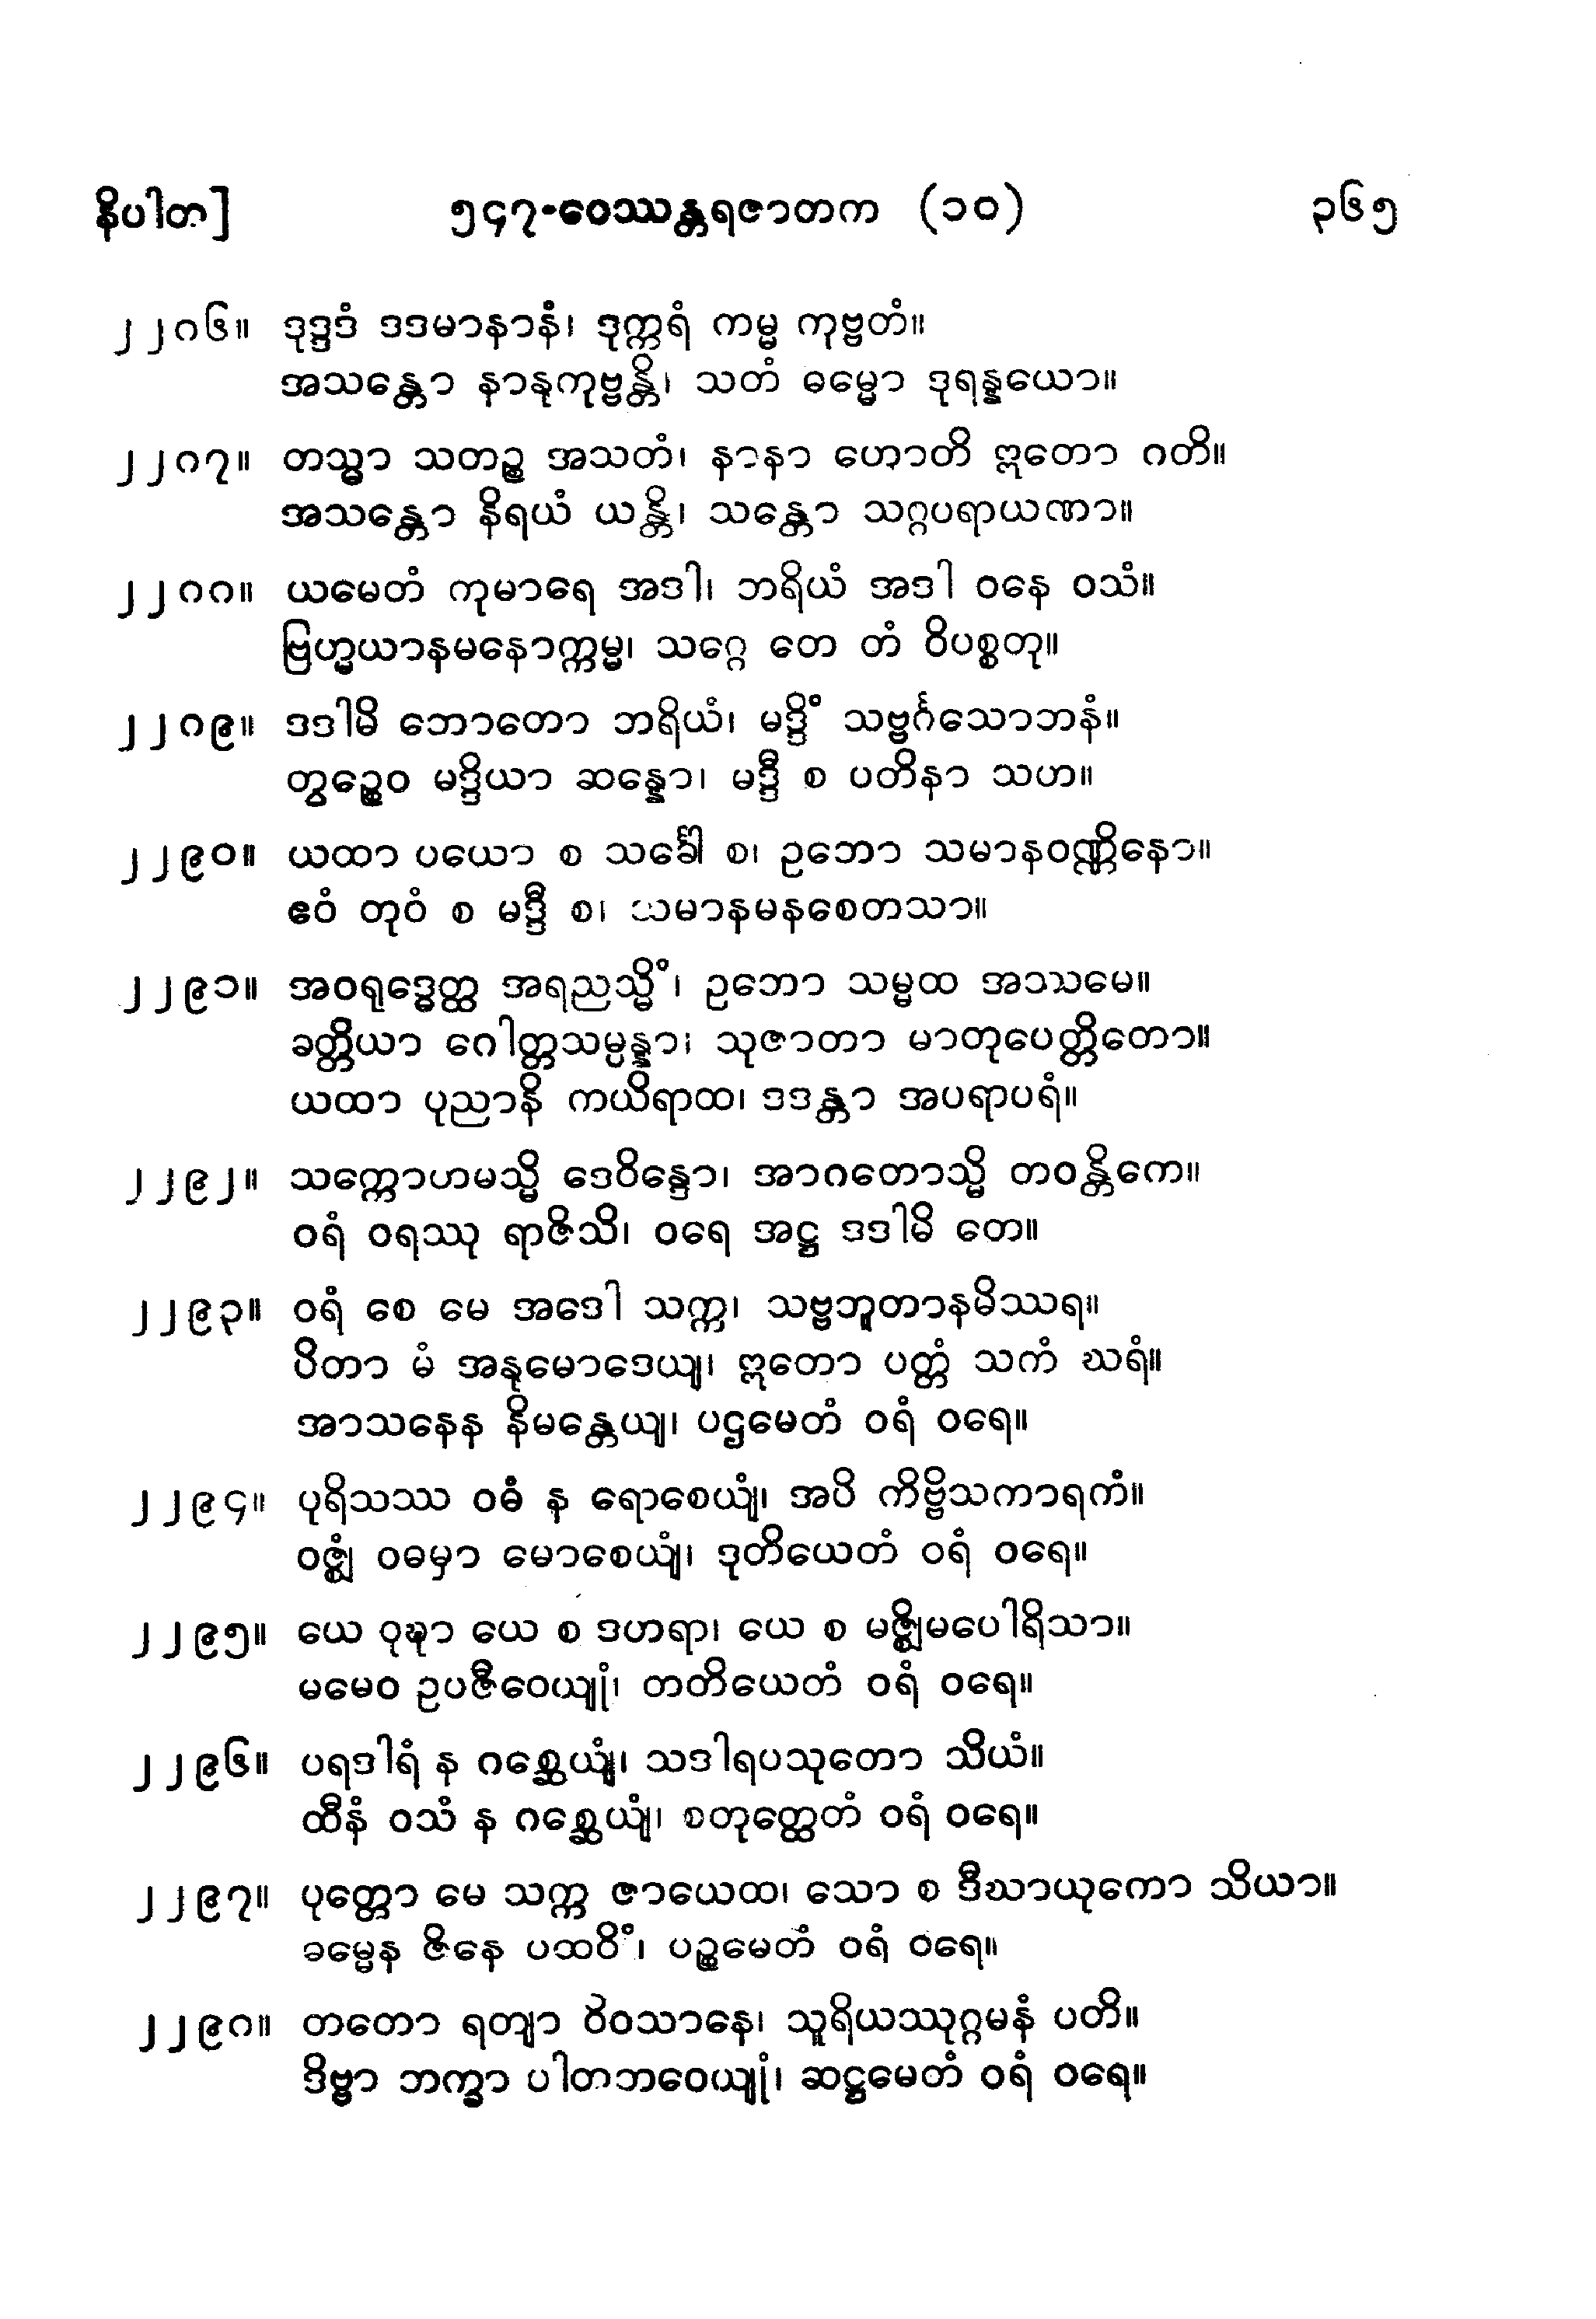 နိပါတ]	၅၄၇-ဝေဿန္တရဇာတက (၁၀)	၃၆၅
၂၂၈၆။ ဒုဒ္ဒဒံ ဒဒမာနာနံ၊ ဒုက္ကရံ ကမ္မ ကုဗ္ဗတံ။
အသန္တော နာနုကုဗ္ဗန္တိ၊ သတံ ဓမ္မော ဒုရန္နယော။
၂၂၈၇။ တသ္မာ သတဉ္စ အသတံ၊ နာနာ ဟောတိ ဣတော ဂတိ။
အသန္တော နိရယံ ယန္တိ၊ သန္တော သဂ္ဂပရာယဏာ။
၂၂၈၈။ ယမေတံ ကုမာရေ အဒါ၊ ဘရိယံ အဒါ ဝနေ ဝသံ။
ဗြဟ္မယာနမနောက္ကမ္မ၊ သဂ္ဂေ တေ တံ ဝိပစ္စတု။
၂၂၈၉။ ဒဒါမိ ဘောတော ဘရိယံ၊ မဒ္ဒိံ သဗ္ဗင်္ဂသောဘနံ။
တွဉ္စေဝ မဒ္ဒိယာ ဆန္နော၊ မဒ္ဒီ စ ပတိနာ သဟ။
၂၂၉၀။ ယထာ ပယော စ သင်္ခေါ စ၊ ဥဘော သမာနဝဏ္ဏိနော။
ဧဝံ တုဝံ စ မဒ္ဒီ စ၊ သမာနမနစေတသာ။
၂၂၉၁။ အဝရုဒ္ဓေတ္ထ အရညသ္မိံ၊ ဥဘော သမ္မထ အဿမေ။
ခတ္တိယာ ဂေါတ္တသမ္ပန္နာ၊ သုဇာတာ မာတုပေတ္တိတော။
ယထာ ပုညာနိ ကယိရာထ၊ ဒဒန္တာ အပရာပရံ။
၂၂၉၂။ သက္ကောဟမသ္မိ ဒေဝိန္ဒော၊ အာဂတောသ္မိ တဝန္တိကေ။
ဝရံ ဝရဿု ရာဇိသိ၊ ဝရေ အဋ္ဌ ဒဒါမိ တေ။
၂၂၉၃။ ဝရံ စေ မေ အဒေါ သက္က၊ သဗ္ဗဘူတာနမိဿရ။
ပိတာ မံ အနုမောဒေယျ၊ ဣတော ပတ္တံ သကံ ဃရံ။
အာသနေန နိမန္တေယျ၊ ပဌမေတံ ဝရံ ဝရေ။
၂၂၉၄။ ပုရိသဿ ဝဓံ န ရောစေယျံ၊ အပိ ကိဗ္ဗိသကာရကံ။
ဝဇ္ဈံ ဝဓမှာ မောစေယျံ၊ ဒုတိယေတံ ဝရံ ဝရေ။
၂၂၉၅။ ယေ ဝုဍ္ဎာ ယေ စ ဒဟရာ၊ ယေ စ မဇ္ဈိမပေါရိသာ။
မမေဝ ဥပဇီဝေယျုံ၊ တတိယေတံ ဝရံ ဝရေ။
၂၂၉၆။ ပရဒါရံ န ဂစ္ဆေယျံ၊ သဒါရပသုတော သိယံ။
ထီနံ ဝသံ န ဂစ္ဆေယျံ၊ စတုတ္ထေတံ ဝရံ ဝရေ။
၂၂၉၇။ ပုတ္တော မေ သက္က ဇာယေထ၊ သော စ ဒီဃာယုကော သိယာ။
ဓမ္မေန ဇိနေ ပထဝိံ၊ ပဉ္စမေတံ ဝရံ ဝရေ။
၂၂၉၈။ တတော ရတျာ ဝိဝသာနေ၊ သူရိယဿုဂ္ဂမနံ ပတိ။
ဒိဗ္ဗာ ဘက္ခာ ပါတုဘဝေယျုံ၊ ဆဋ္ဌမေတံ ဝရံ ဝရေ။